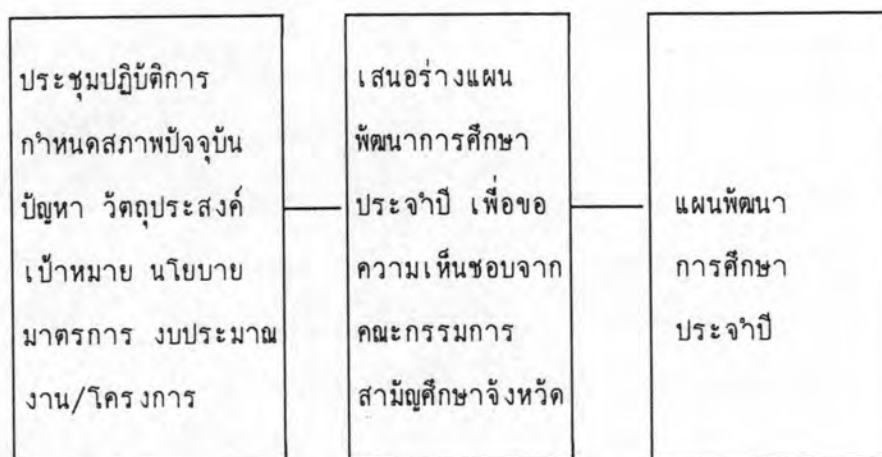 ประชุมปฏิบัติการ
กำหนดสภาพปัจจุบัน
ปัญหา วัตถุประสงค์
เป้าหมาย นโยบาย
มาตรการ งบประมาณ
งาน/โครงการ
เสนอร่างแผน
พัฒนาการศึกษา
ประจำปี เพื่อขอ
ความเห็นชอบจาก
คณะกรรมการ
สามัญศึกษาจังหวัด
แผนพัฒนา
การศึกษา
ประจำปี